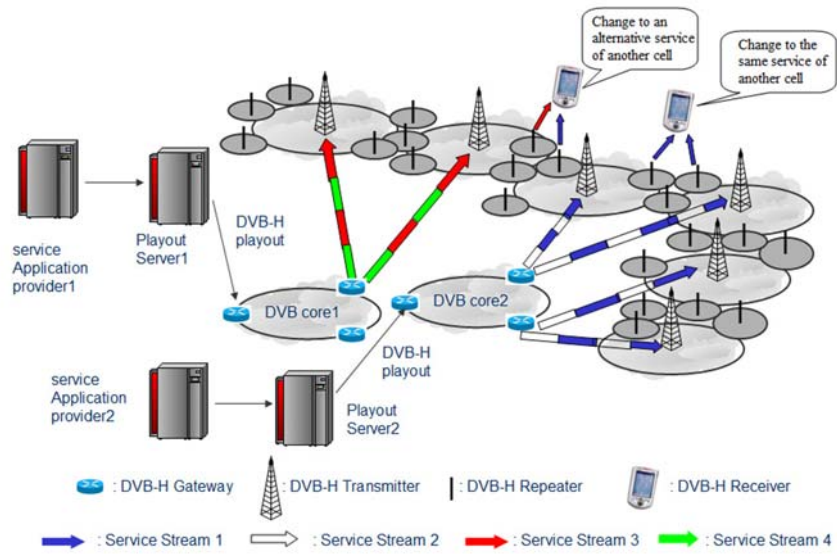 Change to an
alternative service
of another cell
Change to the
same service of
another cell
service
Application
provider1
Playout
Server1
DVB-H
playout
DVB core1
DVB core2
DVB-H
playout
service
Application
provider2
Playout
Server2
: DVB-H Gateway
: DVB-H Transmitter
: DVB-H Repeater
: DVB-H Receiver
: Service Stream 1
: Service Stream 2
: Service Stream 3
: Service Stream 4